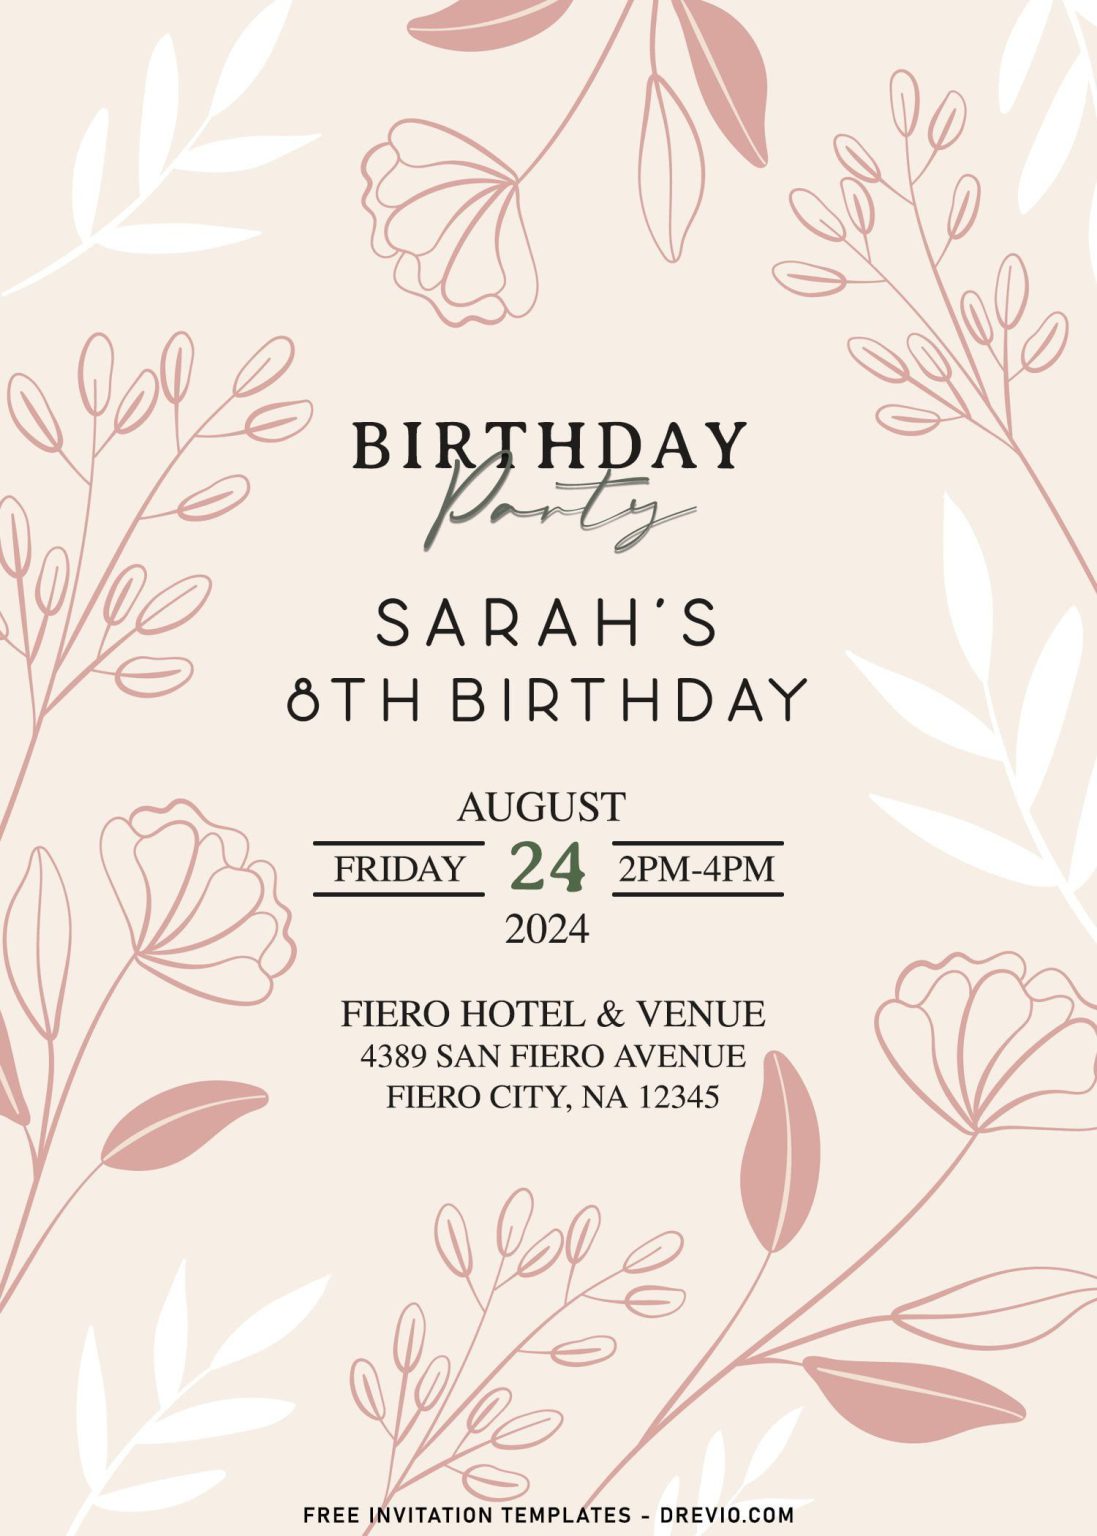 BIRTHDAY
Party
SARAH'S
8TH BIRTHDAY
AUGUST
FRIDAY 24 2PM-4PM
2024
FIERO HOTEL & VENUE
4389 SAN FIERO AVENUE
FIERO CITY, NA 12345
FREE INVITATION TEMPLATES - DREVIO.COM